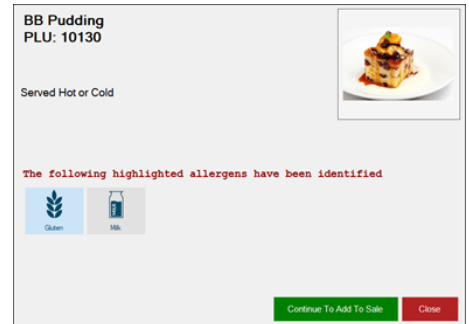 BB Pudding
PLU: 10130
Served Hot or Cold
The following highlighted allergens have been identified
MILK
Gluten
Milk
Continue To Add To Sale
Close